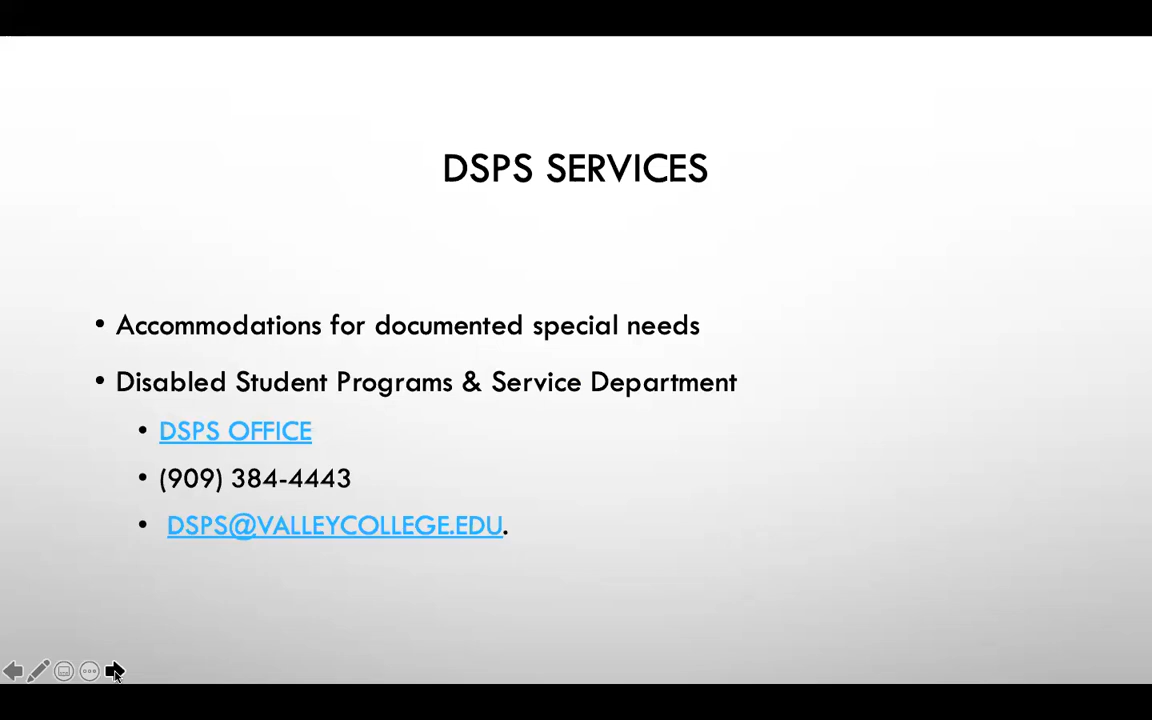 DSPS SERVICES
• Accommodations for documented special needs
• Disabled Student Programs & Service Department
• DSPS OFFICE
• (909) 384-4443
• DSPS@VALLEYCOLLEGE.EDU.